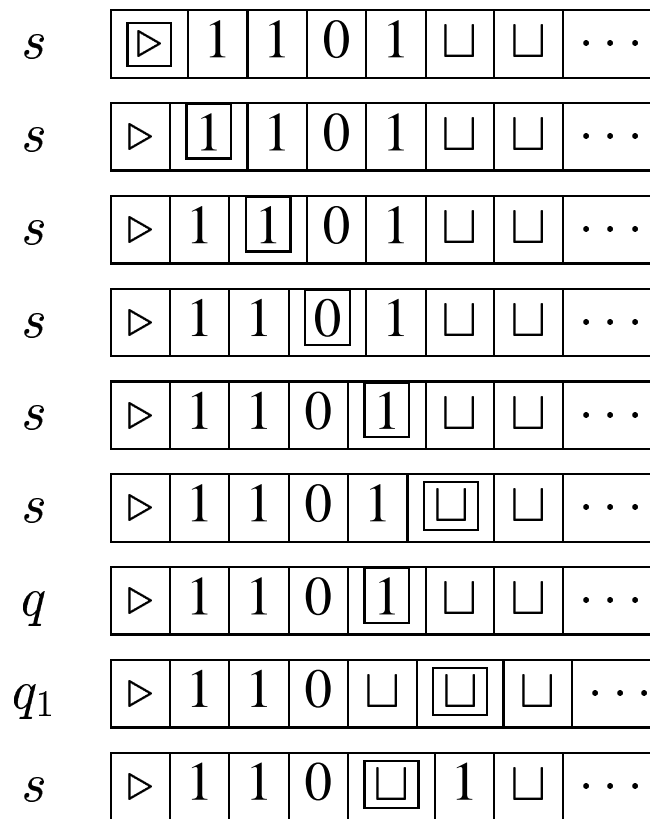 s ▷ 1 1 0 1 ⊔ ⊔ ···
s ▷ 1 1 0 1 ⊔ ⊔ ···
s ▷ 1 1 0 1 ⊔ ⊔ ···
s ▷ 1 1 0 1 ⊔ ⊔ ···
s ▷ 1 1 0 1 ⊔ ⊔ ···
s ▷ 1 1 0 1 ⊔ ⊔ ···
q ▷ 1 1 0 1 ⊔ ⊔ ···
q₁ ▷ 1 1 0 ⊔ ⊔ ⊔ ···
s ▷ 1 1 0 ⊔ 1 ⊔ ···